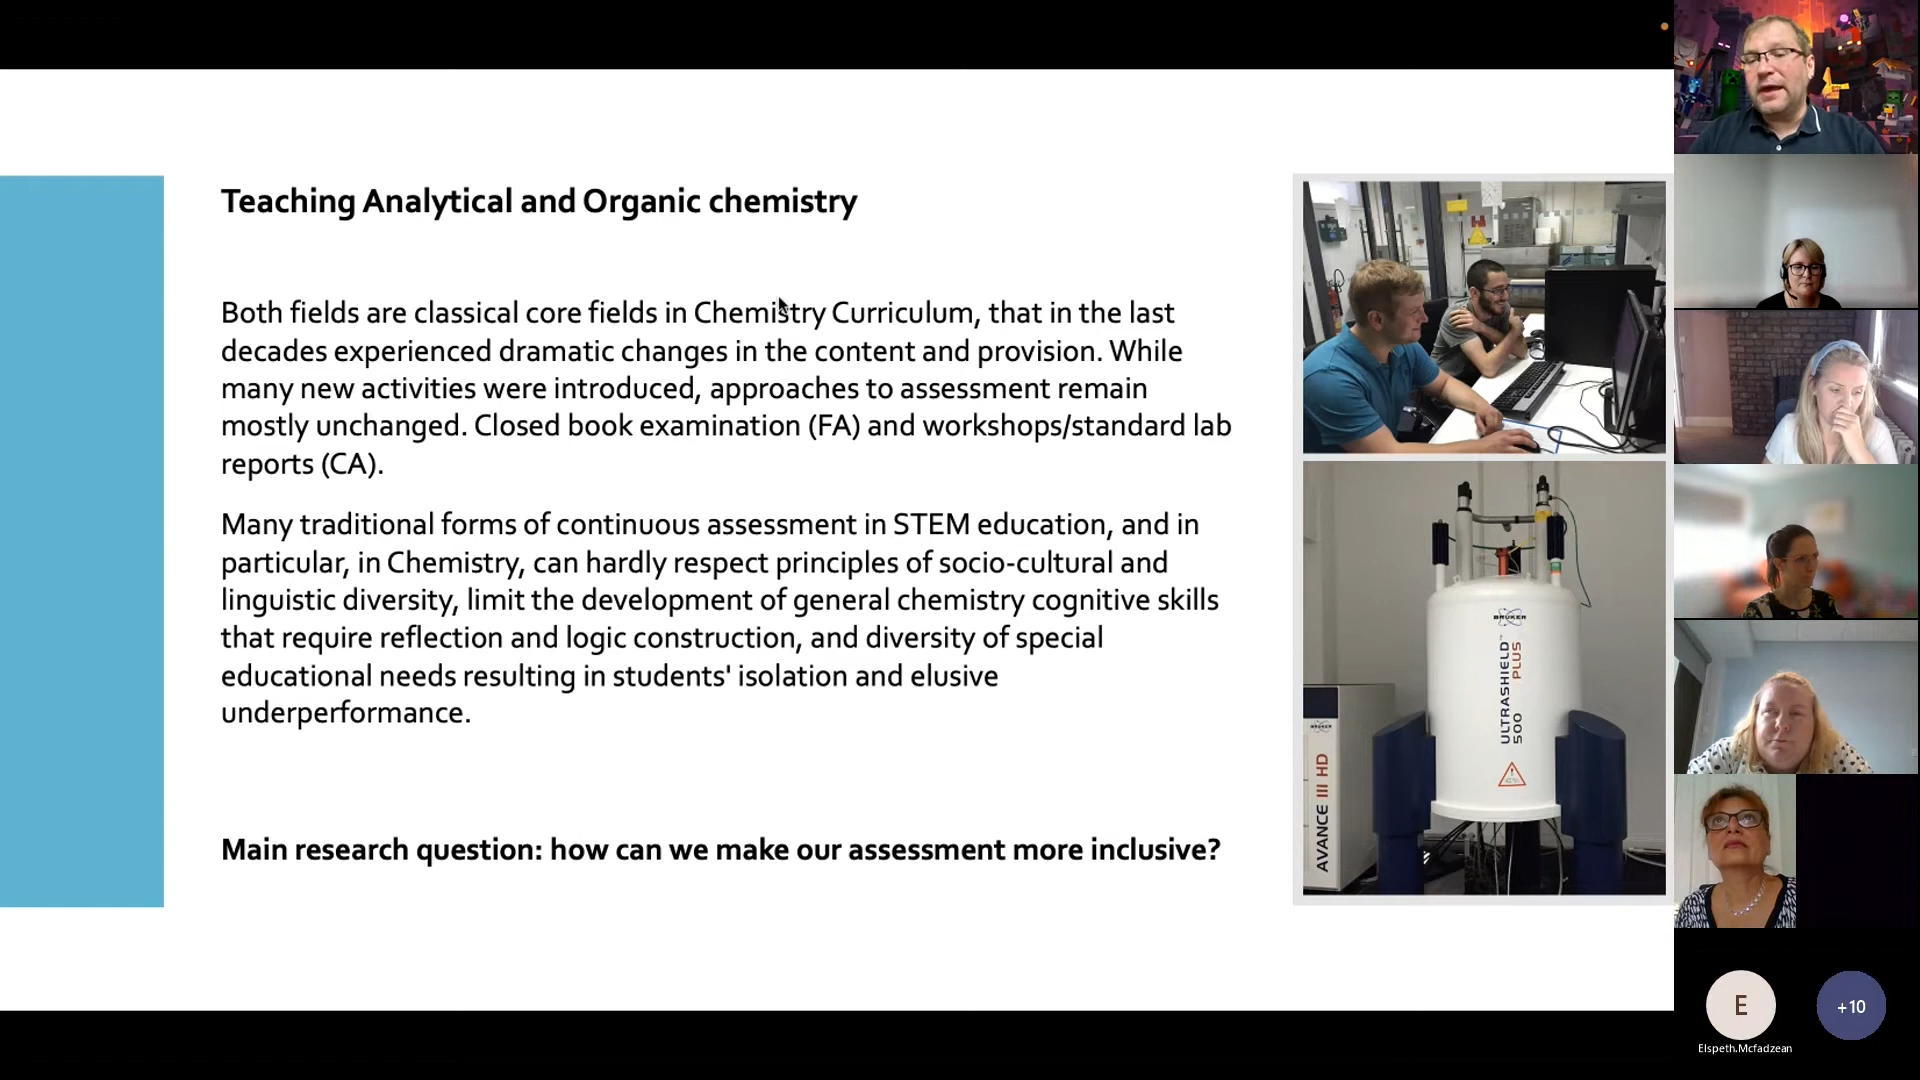 Teaching Analytical and Organic chemistry
Both fields are classical core fields in Chemistry Curriculum, that in the last
decades experienced dramatic changes in the content and provision. While
many new activities were introduced, approaches to assessment remain
mostly unchanged. Closed book examination (FA) and workshops/standard lab
reports (CA).
Many traditional forms of continuous assessment in STEM education, and in
particular, in Chemistry, can hardly respect principles of socio-cultural and
linguistic diversity, limit the development of general chemistry cognitive skills
that require reflection and logic construction, and diversity of special
educational needs resulting in students' isolation and elusive
underperformance.
Main research question: how can we make our assessment more inclusive?
BRUKER
ULTRASHIELD™ PLUS
500
BRUKER
AVANCE III HD
E
+10
Elspeth.Mcfadzean